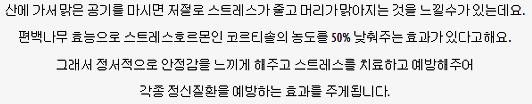 산에 가서 맑은 공기를 마시면 저절로 스트레스가 줄고 머리가 맑아지는 것을 느낄수가 있는데요.
편백나무 효능으로 스트레스호르몬인 코르티솔의 농도를 50% 낮춰주는 효과가 있다고해요.
그래서 정서적으로 안정감을 느끼게 해주고 스트레스를 치료하고 예방해주어
각종 정신질환을 예방하는 효과를 주게됩니다.